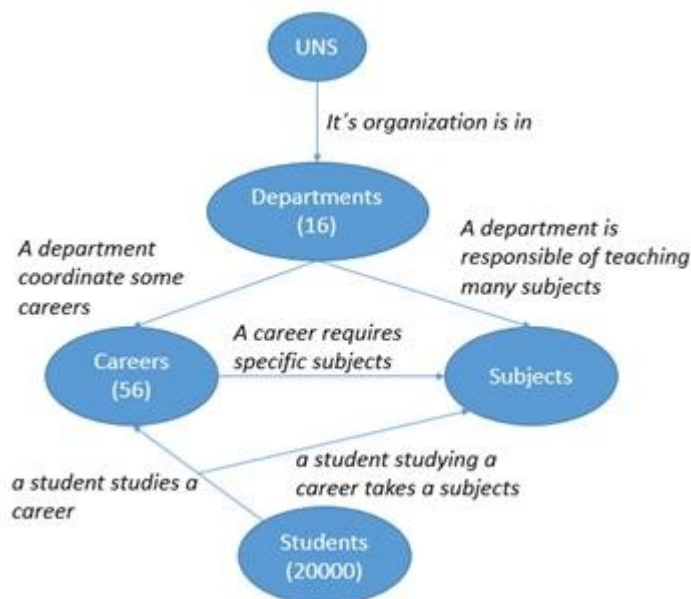 UNS
It´s organization is in
Departments
(16)
A department
coordinate some
careers
A department is
responsible of teaching
many subjects
A career requires
specific subjects
Careers
(56)
Subjects
a student studies a
career
a student studying a
career takes a subjects
Students
(20000)